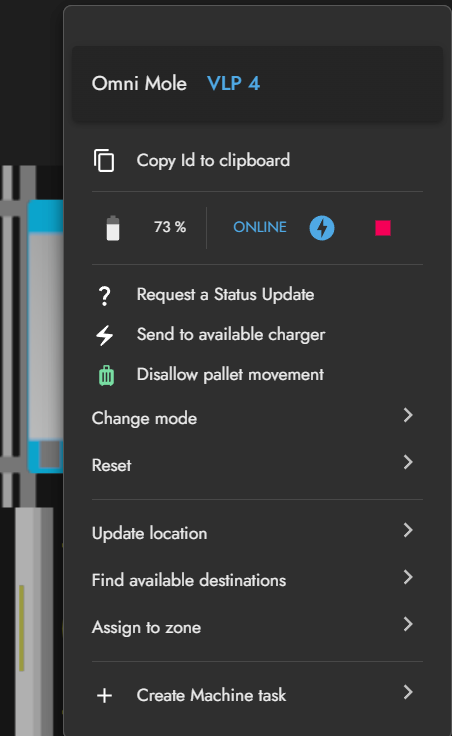 Omni Mole VLP 4
Copy Id to clipboard
73 % ONLINE
? Request a Status Update
Send to available charger
Disallow pallet movement
Change mode
Reset
Update location
Find available destinations
Assign to zone
+ Create Machine task